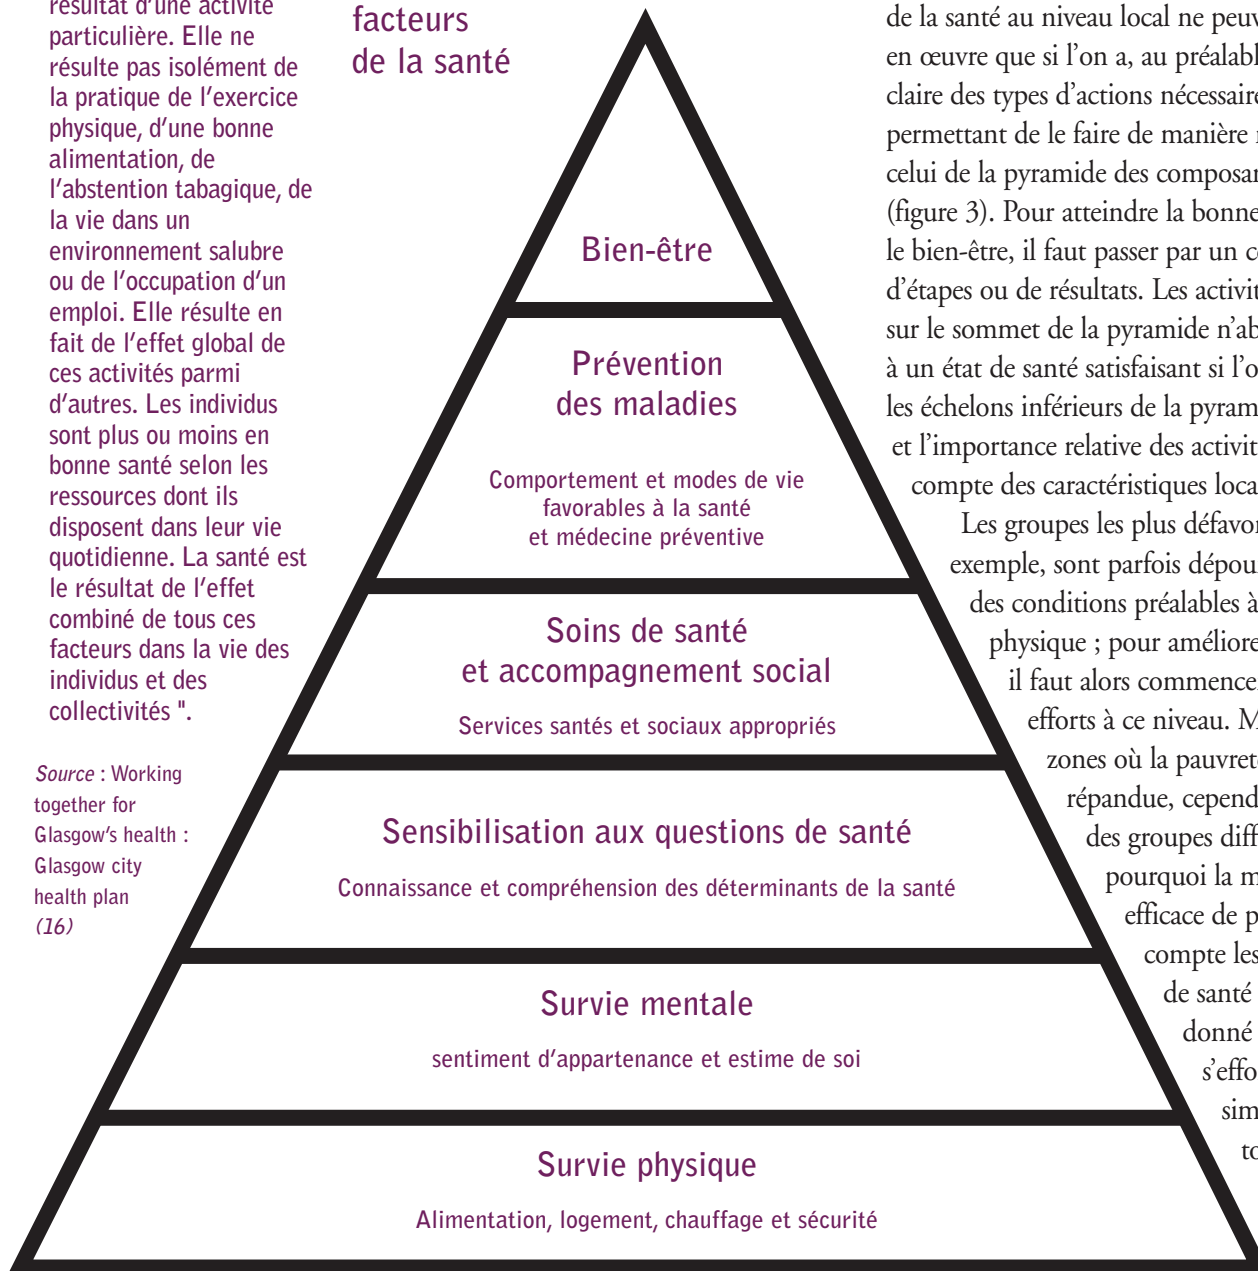 résultat d'une activité
particulière. Elle ne
résulte pas isolément de
la pratique de l'exercice
physique, d'une bonne
alimentation, de
l'abstention tabagique, de
la vie dans un
environnement salubre
ou de l'occupation d'un
emploi. Elle résulte en
fait de l'effet global de
ces activités parmi
d'autres. Les individus
sont plus ou moins en
bonne santé selon les
ressources dont ils
disposent dans leur vie
quotidienne. La santé est
le résultat de l'effet
combiné de tous ces
facteurs dans la vie des
individus et des
collectivités ".
Source : Working
together for
Glasgow's health :
Glasgow city
health plan
(16)
facteurs
de la santé
Bien-être
Prévention
des maladies
Comportement et modes de vie
favorables à la santé
et médecine préventive
Soins de santé
et accompagnement social
Services santés et sociaux appropriés
Sensibilisation aux questions de santé
Connaissance et compréhension des déterminants de la santé
Survie mentale
sentiment d'appartenance et estime de soi
Survie physique
Alimentation, logement, chauffage et sécurité
de la santé au niveau local ne peuv
en œuvre que si l'on a, au préalabl
claire des types d'actions nécessaire
permettant de le faire de manière
celui de la pyramide des composan
(figure 3). Pour atteindre la bonne
le bien-être, il faut passer par un c
d'étapes ou de résultats. Les activit
sur le sommet de la pyramide n'ab
à un état de santé satisfaisant si l'o
les échelons inférieurs de la pyram
et l'importance relative des activit
compte des caractéristiques loca
Les groupes les plus défavor
exemple, sont parfois dépou
des conditions préalables à
physique ; pour améliore
il faut alors commence
efforts à ce niveau. M
zones où la pauvret
répandue, cepend
des groupes diff
pourquoi la m
efficace de p
compte les
de santé
donné
s'effo
sim
to